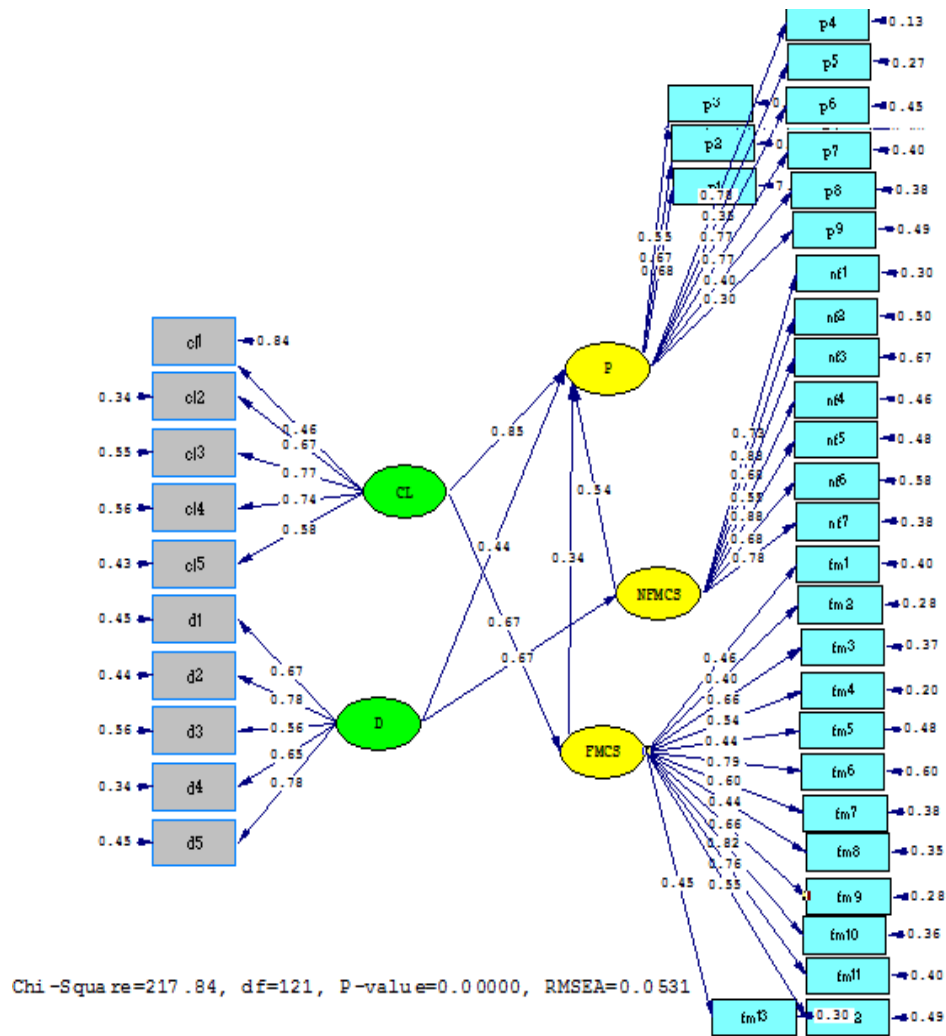 p4 0.13
p5 0.27
p3 0.
p6 0.45
p2 0
p7 0.40
7
p8 0.38
0.78
0.35
p9 0.49
0.77
0.55
0.77
0.67
0.68
0.40
0.30
nf1 0.30
nf2 0.50
nf3 0.67
nf4 0.46
nf5 0.48
nf6 0.58
nf7 0.38
0.73
0.88
0.68
0.55
0.88
0.68
0.78
cl1 0.84
0.34 cl2
0.55 cl3
0.56 cl4
0.43 cl5
0.46
0.67
0.77
0.74
0.58
CL
P
0.85
0.54
0.44
0.34
NFMCS
0.67
0.67
0.45 d1
0.44 d2
0.56 d3
0.34 d4
0.45 d5
0.67
0.78
0.56
0.65
0.78
D
FMCS
fm1 0.40
fm2 0.28
fm3 0.37
fm4 0.20
fm5 0.48
fm6 0.60
fm7 0.38
fm8 0.35
fm9 0.28
fm10 0.36
fm11 0.40
0.46
0.40
0.66
0.54
0.44
0.79
0.60
0.44
0.66
0.82
0.76
0.55
0.45
Chi-Square=217.84, df=121, P-value=0.00000, RMSEA=0.0531
fm13 0.30 2 0.49